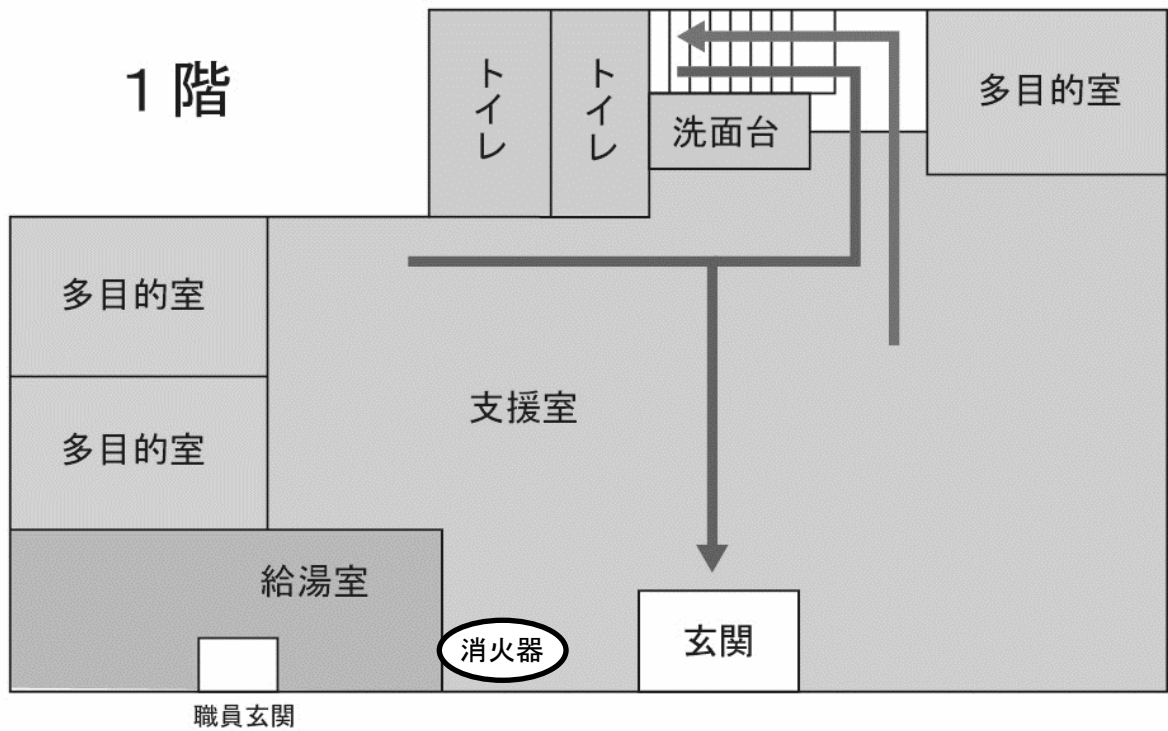 1階
トイレ
トイレ
洗面台
多目的室
多目的室
支援室
多目的室
給湯室
消火器
玄関
職員玄関